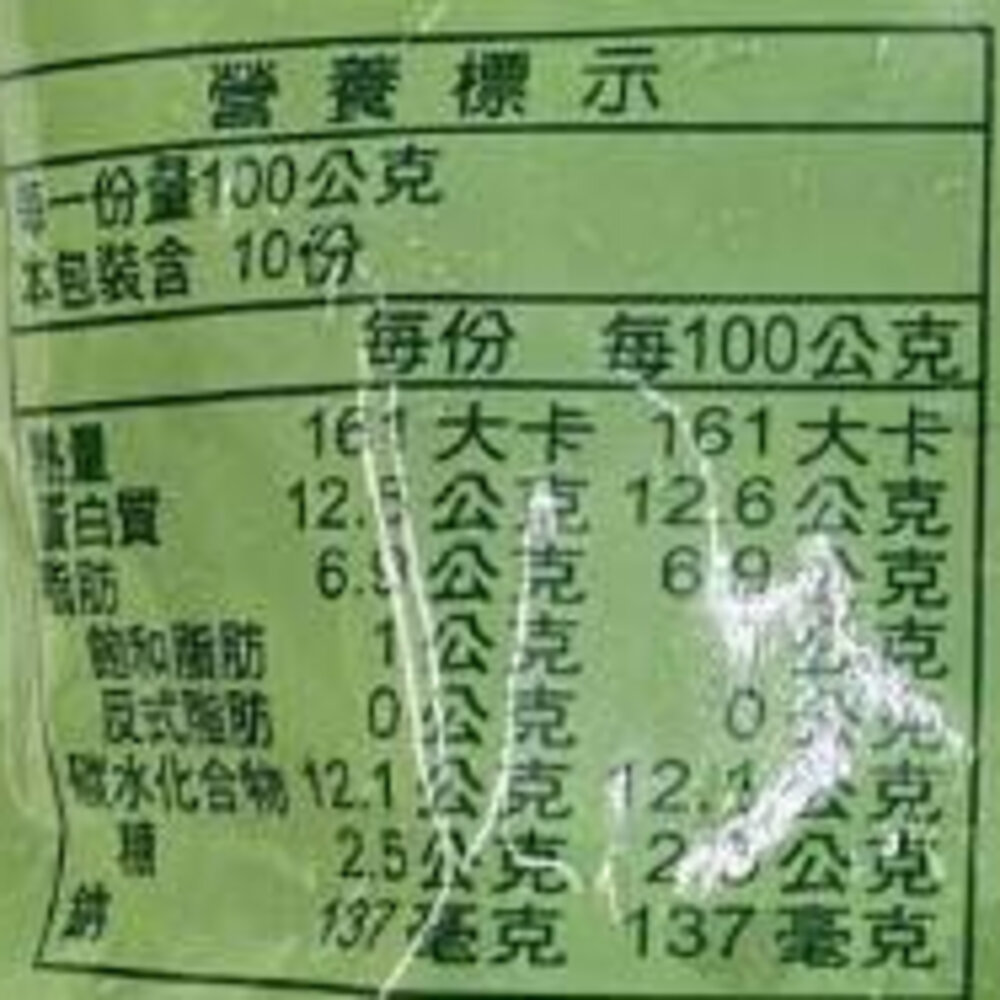 營養標示
每一份量100公克
本包裝含 10份
每份 每100公克
熱量 161 大卡 161 大卡
蛋白質 12.6 公克 12.6 公克
脂肪 6.9 公克 6.9 公克
飽和脂肪 1 公克 公克
反式脂肪 0 公克 0 公克
碳水化合物 12.1 公克 12.1 公克
糖 2.5 公克 2.5 公克
鈉 137 毫克 137 毫克